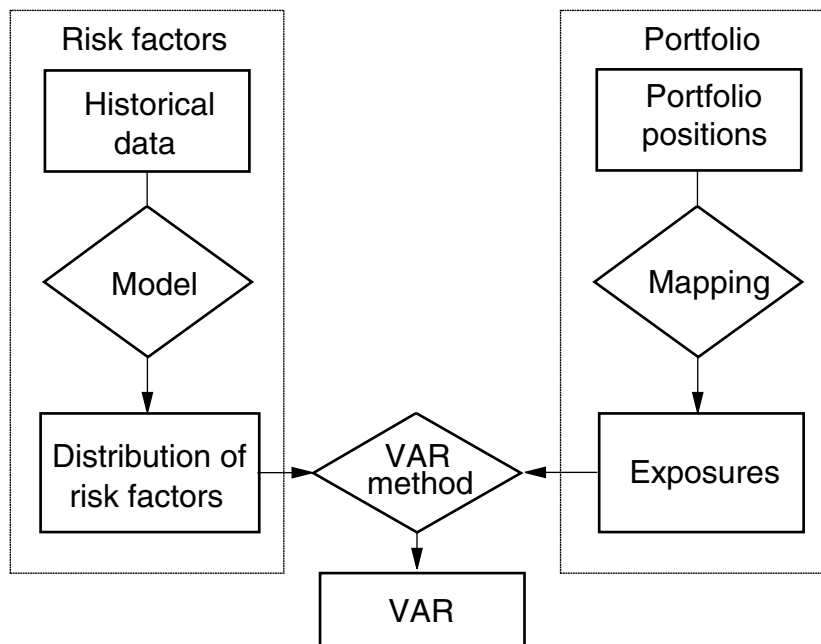 Risk factors
Historical
data
Model
Distribution of
risk factors
Portfolio
Portfolio
positions
Mapping
Exposures
VAR
method
VAR